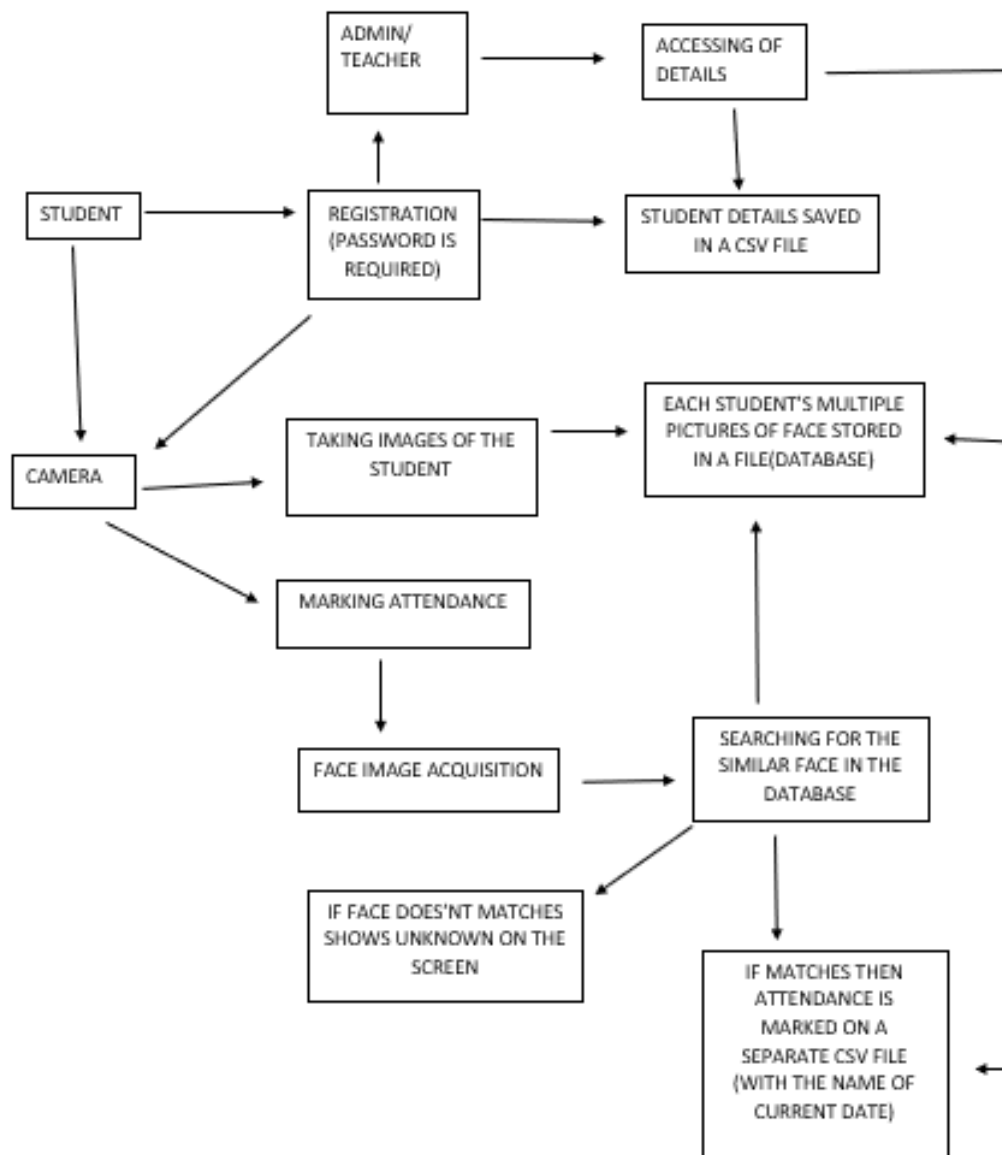 ADMIN/
TEACHER
ACCESSING OF
DETAILS
STUDENT
REGISTRATION
(PASSWORD IS
REQUIRED)
STUDENT DETAILS SAVED
IN A CSV FILE
CAMERA
TAKING IMAGES OF THE
STUDENT
EACH STUDENT'S MULTIPLE
PICTURES OF FACE STORED
IN A FILE(DATABASE)
MARKING ATTENDANCE
FACE IMAGE ACQUISITION
SEARCHING FOR THE
SIMILAR FACE IN THE
DATABASE
IF FACE DOES'NT MATCHES
SHOWS UNKNOWN ON THE
SCREEN
IF MATCHES THEN
ATTENDANCE IS
MARKED ON A
SEPARATE CSV FILE
(WITH THE NAME OF
CURRENT DATE)